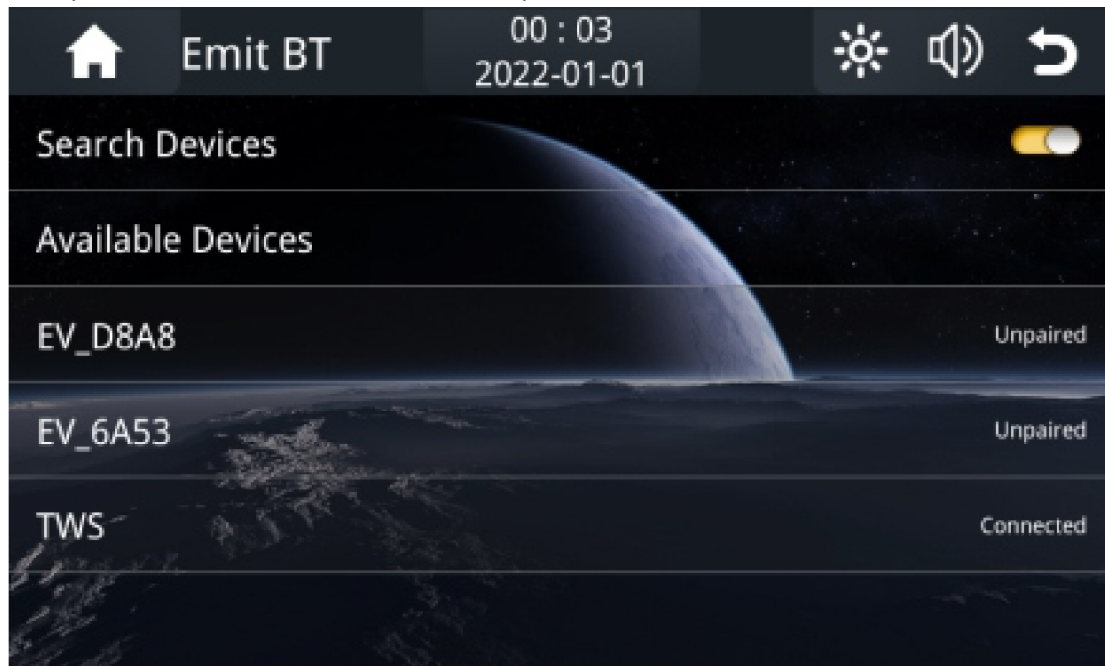 Emit BT
00 : 03
2022-01-01
Search Devices
Available Devices
EV_D8A8
Unpaired
EV_6A53
Unpaired
TWS
Connected